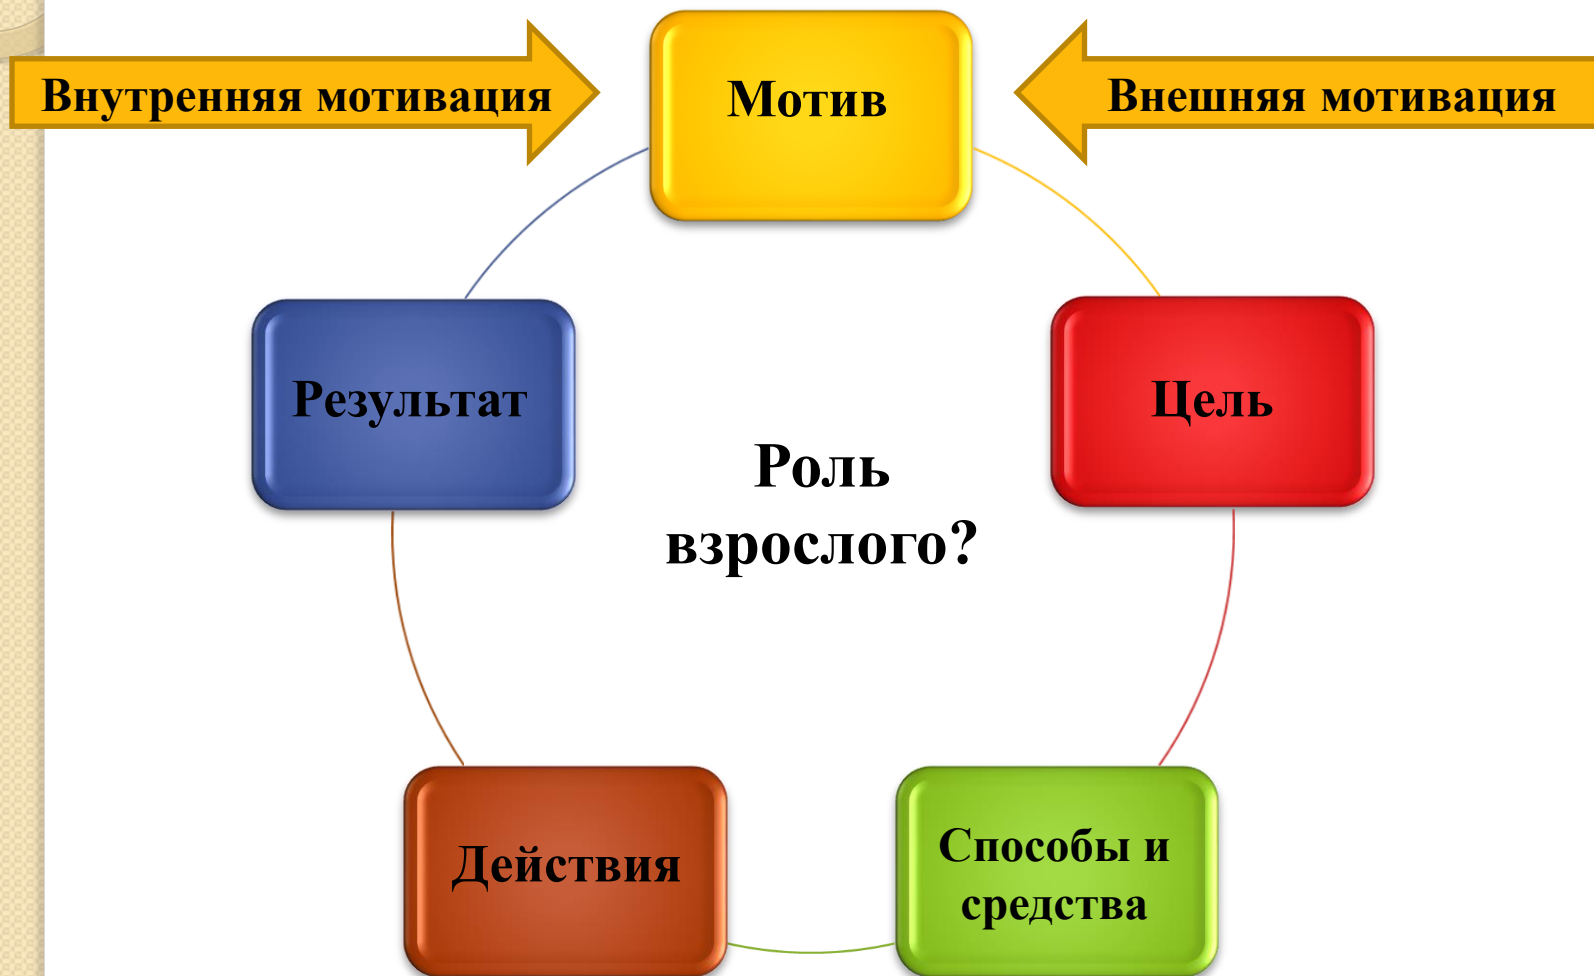 Внутренняя мотивация
Мотив
Внешняя мотивация
Результат
Цель
Роль
взрослого?
Действия
Способы и
средства